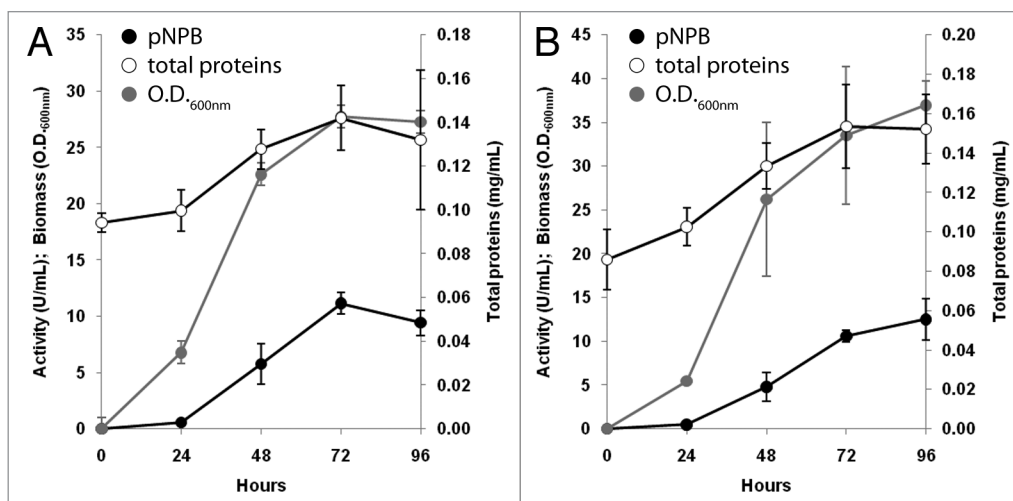 A
pNPB
total proteins
O.D.600nm
35
30
25
20
15
10
5
0
0.18
0.16
0.14
0.12
0.10
0.08
0.06
0.04
0.02
0.00
0 24 48 72 96
Hours
Activity (U/mL); Biomass (O.D.600nm)
Total proteins (mg/mL)
B
pNPB
total proteins
O.D.600nm
45
40
35
30
25
20
15
10
5
0
0.20
0.18
0.16
0.14
0.12
0.10
0.08
0.06
0.04
0.02
0.00
0 24 48 72 96
Hours
Activity (U/mL); Biomass (O.D.600nm)
Total proteins (mg/mL)